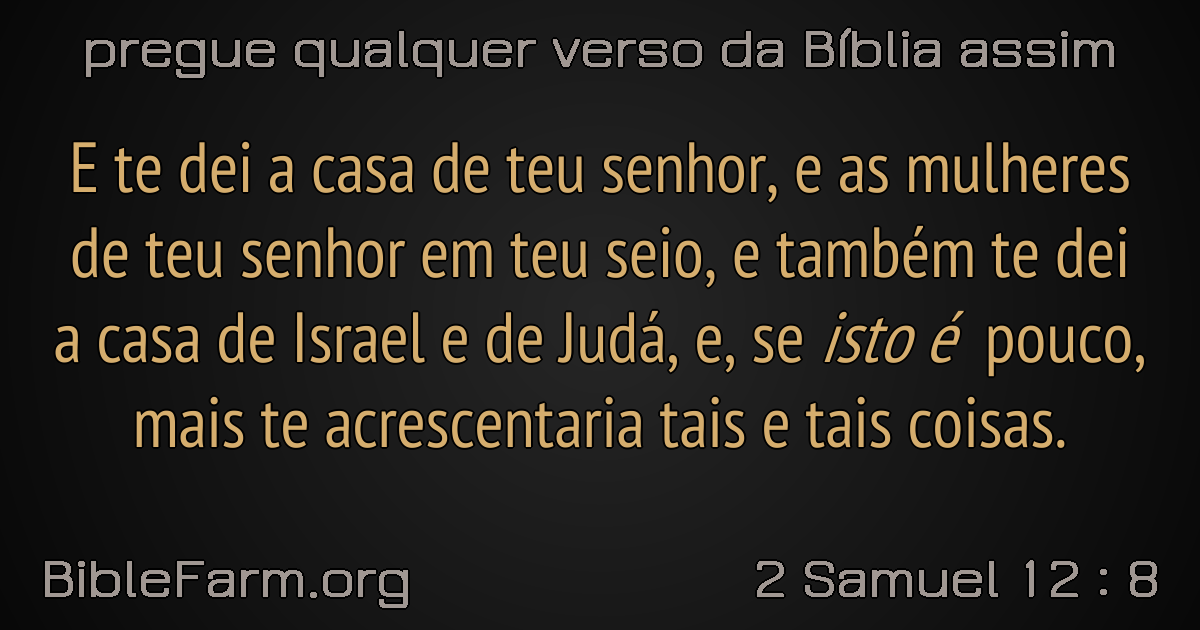 pregue qualquer verso da Bíblia assim
E te dei a casa de teu senhor, e as mulheres
de teu senhor em teu seio, e também te dei
a casa de Israel e de Judá, e, se isto é pouco,
mais te acrescentaria tais e tais coisas.
BibleFarm.org
2 Samuel 12 : 8